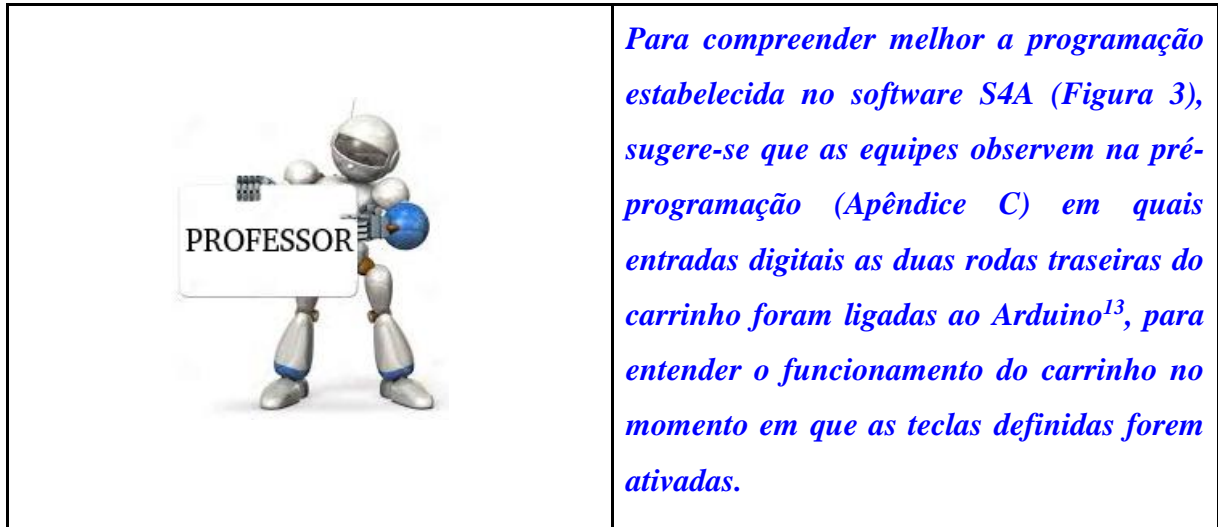 PROFESSOR
Para compreender melhor a programação
estabelecida no software S4A (Figura 3),
sugere-se que as equipes observem na pré-
programação (Apêndice C) em quais
entradas digitais as duas rodas traseiras do
carrinho foram ligadas ao Arduino¹³, para
entender o funcionamento do carrinho no
momento em que as teclas definidas forem
ativadas.